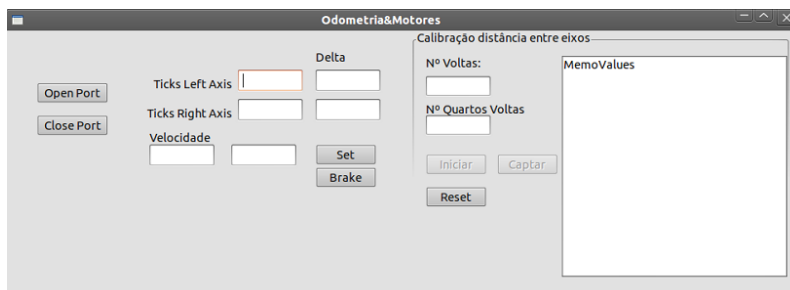 Odometria&Motores
Open Port
Close Port
Delta
Ticks Left Axis
Ticks Right Axis
Velocidade
Set
Brake
Calibração distância entre eixos
Nº Voltas:
Nº Quartos Voltas
Iniciar Captar
Reset
MemoValues